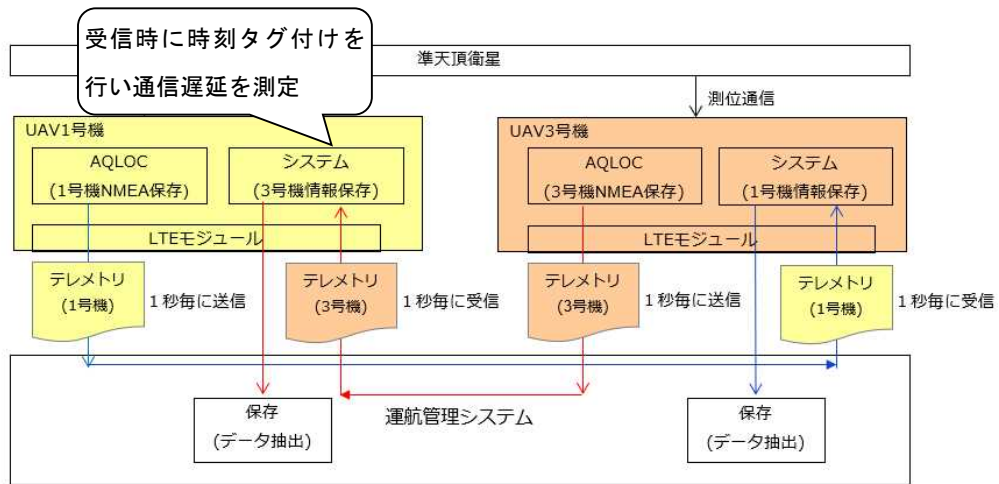 受信時に時刻タグ付けを
行い通信遅延を測定
準天頂衛星
測位通信
UAV1号機
AQLOC
(1号機NMEA保存)
システム
(3号機情報保存)
LTEモジュール
UAV3号機
AQLOC
(3号機NMEA保存)
システム
(1号機情報保存)
LTEモジュール
テレメトリ
(1号機)
1秒毎に送信
テレメトリ
(3号機)
1秒毎に受信
テレメトリ
(3号機)
1秒毎に送信
テレメトリ
(1号機)
1秒毎に受信
保存
(データ抽出)
運航管理システム
保存
(データ抽出)